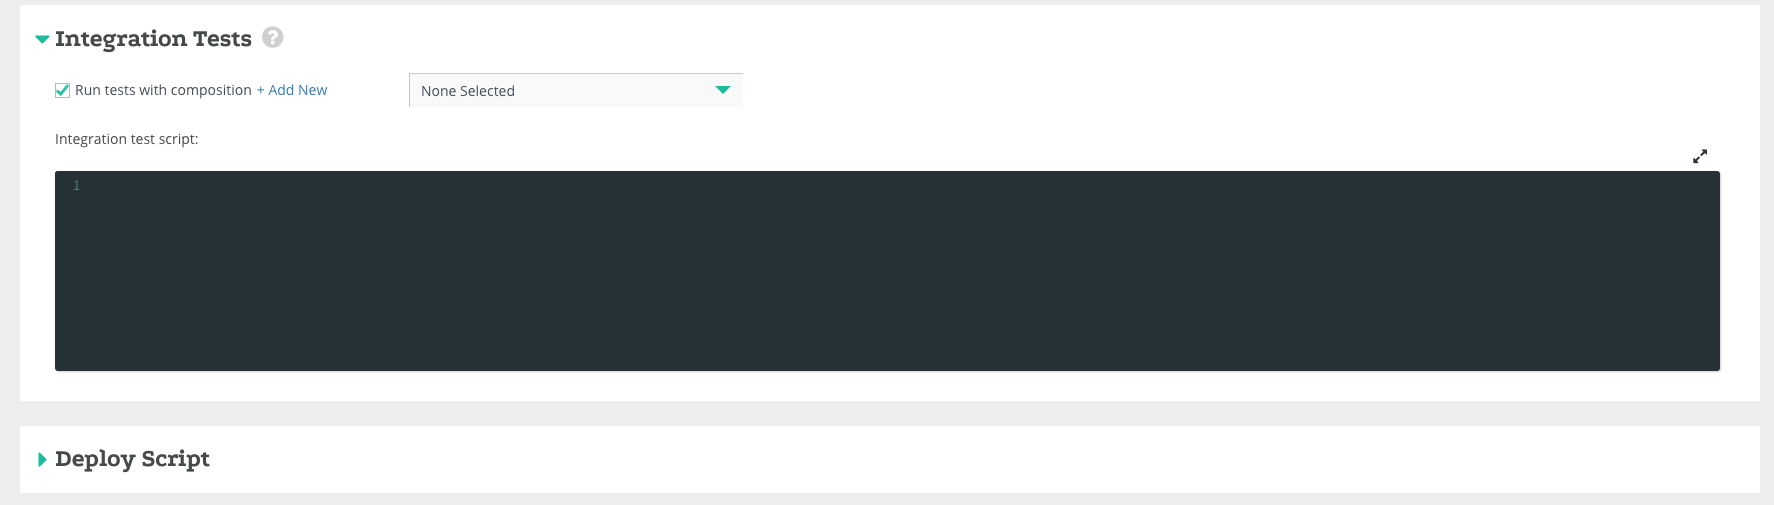 Integration Tests ?
Run tests with composition + Add New
None Selected
Integration test script:
1
Deploy Script